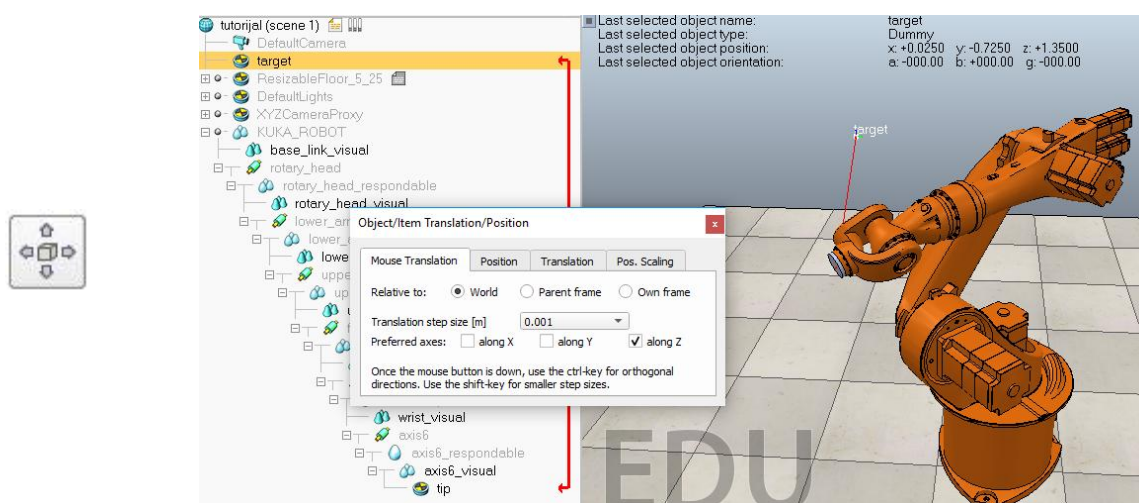 tutorijal (scene 1)
DefaultCamera
target
ResizableFloor_5_25
DefaultLights
XYZCameraProxy
KUKA_ROBOT
base_link_visual
rotary_head
rotary_head_respondable
rotary_head_visual
lower_arm
lower_
lowe
uppe
up
wrist_visual
axis6
axis6_respondable
axis6_visual
tip
Object/Item Translation/Position
Mouse Translation Position Translation Pos. Scaling
Relative to: World Parent frame Own frame
Translation step size [m] 0.001
Preferred axes: along X along Y along Z
Once the mouse button is down, use the ctrl-key for orthogonal
directions. Use the shift-key for smaller step sizes.
Last selected object name: target
Last selected object type: Dummy
Last selected object position: x: +0.0250 y: -0.7250 z: +1.3500
Last selected object orientation: a: -000.00 b: +000.00 g: -000.00
target
EDU